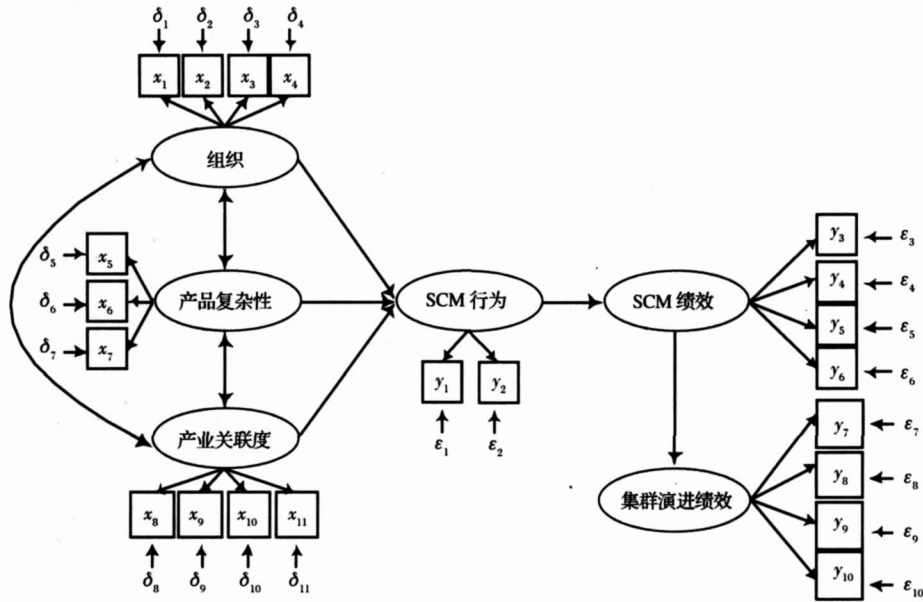 δ₁ δ₂ δ₃ δ₄
x₁ x₂ x₃ x₄
组织
δ₅ x₅
δ₆ x₆
δ₇ x₇
产品复杂性
产业关联度
x₈ x₉ x₁₀ x₁₁
δ₈ δ₉ δ₁₀ δ₁₁
SCM 行为
y₁ y₂
ε₁ ε₂
SCM 绩效
y₃ ε₃
y₄ ε₄
y₅ ε₅
y₆ ε₆
集群演进绩效
y₇ ε₇
y₈ ε₈
y₉ ε₉
y₁₀ ε₁₀